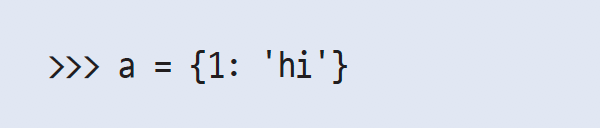 >>> a = {1: 'hi'}